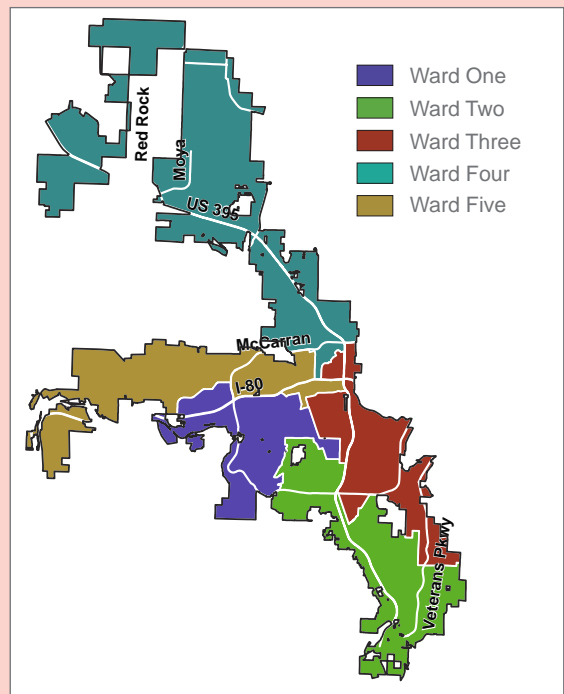 Ward One
Ward Two
Ward Three
Ward Four
Ward Five
Red Rock
Moya
US 395
McCarran
I-80
Veterans Pkwy